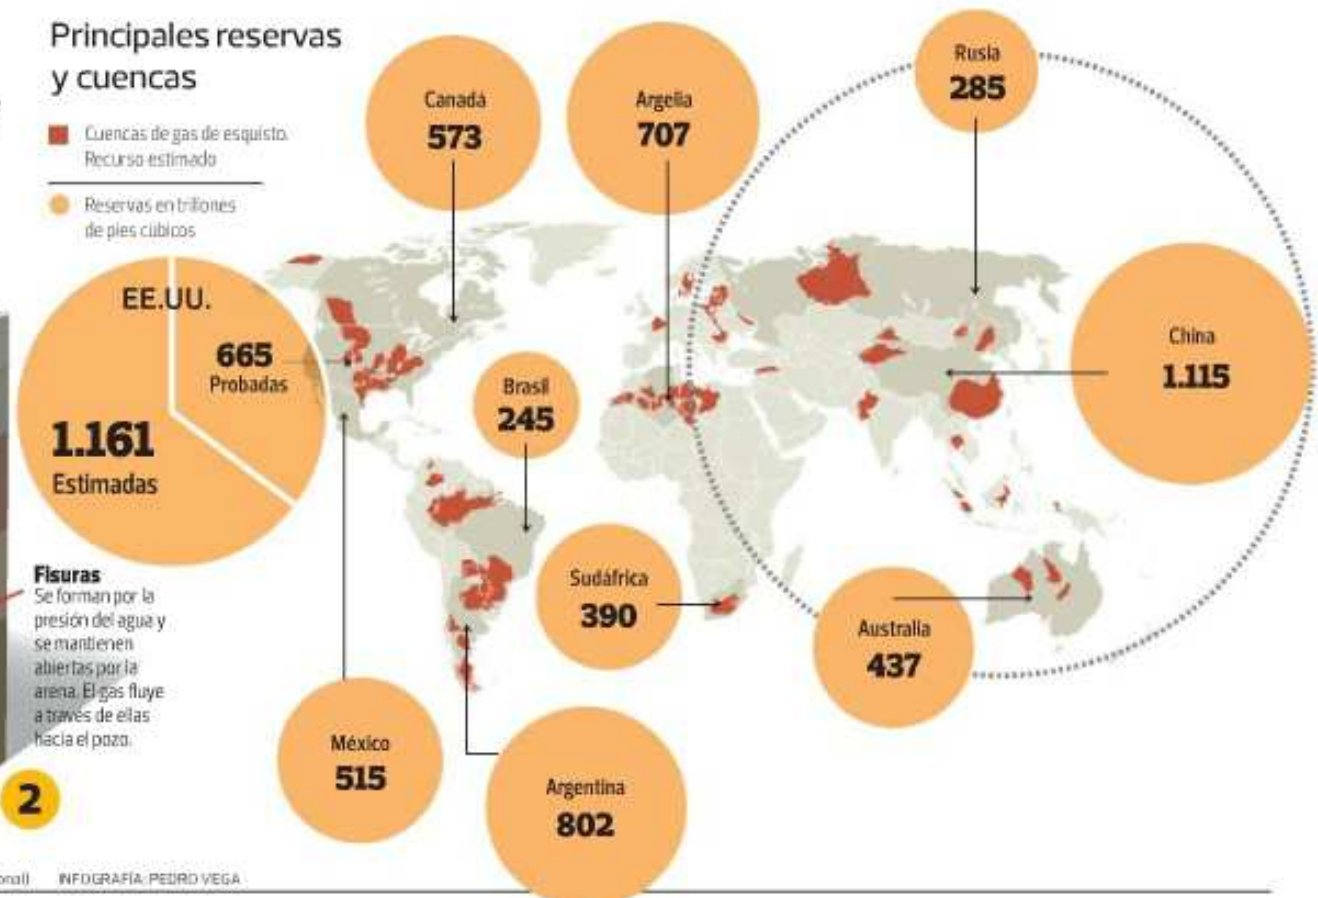 Principales reservas
y cuencas
Cuencas de gas de esquisto.
Recurso estimado
Reservas en trillones
de pies cúbicos
EE.UU.
665
Probadas
1.161
Estimadas
Canadá
573
Argelia
707
Rusia
285
China
1.115
Brasil
245
Sudáfrica
390
Australia
437
México
515
Argentina
802
Fisuras
Se forman por la
presión del agua y
se mantienen
abiertas por la
arena. El gas fluye
a través de ellas
hacia el pozo.
2
INFOGRAFÍA: PEDRO VEGA